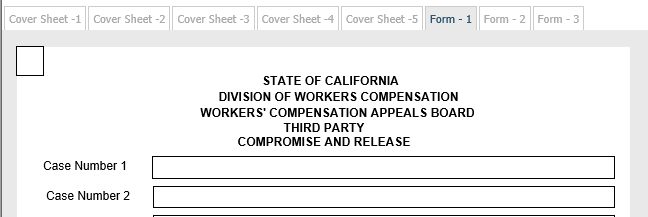 Cover Sheet -1 Cover Sheet -2 Cover Sheet -3 Cover Sheet -4 Cover Sheet -5 Form - 1 Form - 2 Form - 3
STATE OF CALIFORNIA
DIVISION OF WORKERS COMPENSATION
WORKERS' COMPENSATION APPEALS BOARD
THIRD PARTY
COMPROMISE AND RELEASE
Case Number 1
Case Number 2